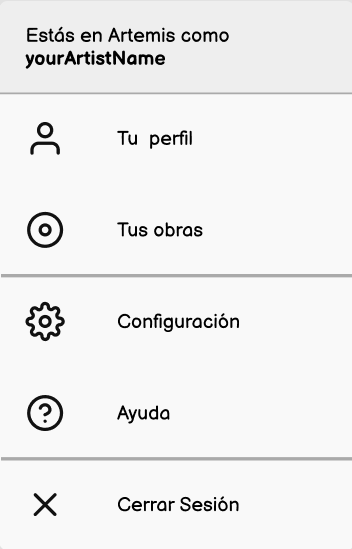 Estás en Artemis como
yourArtistName
Tu perfil
Tus obras
Configuración
Ayuda
Cerrar Sesión